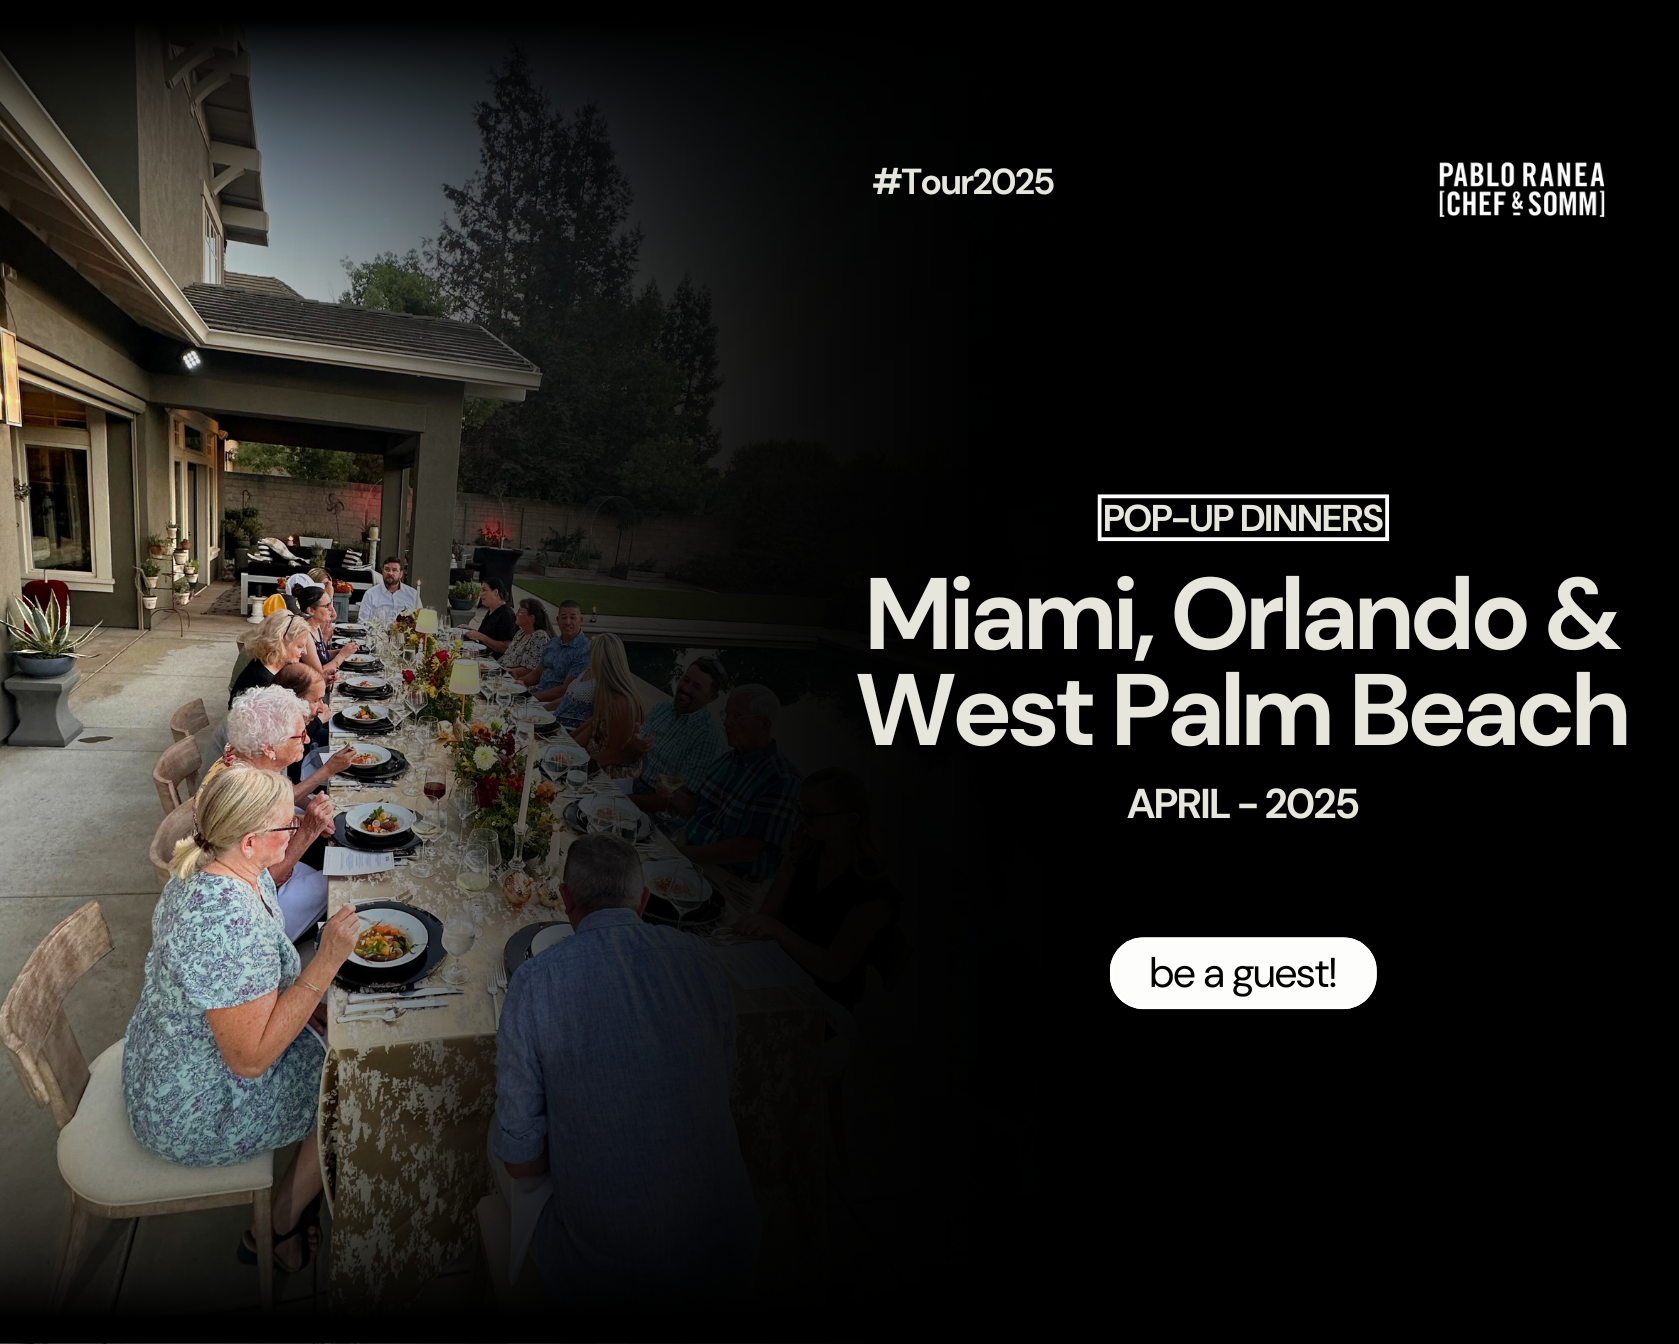 #Tour2025
PABLO RANEA
[CHEF & SOMM]
POP-UP DINNERS
Miami, Orlando &
West Palm Beach
APRIL - 2025
be a guest!